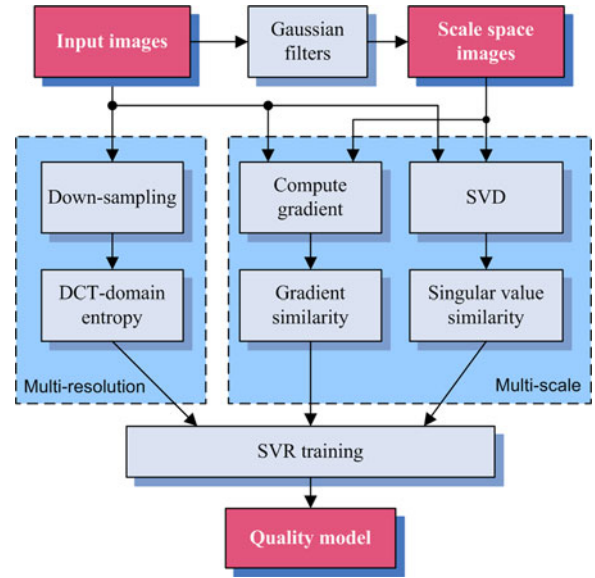 Input images
Gaussian
filters
Scale space
images
Down-sampling
Compute
gradient
SVD
DCT-domain
entropy
Gradient
similarity
Singular value
similarity
Multi-resolution
Multi-scale
SVR training
Quality model